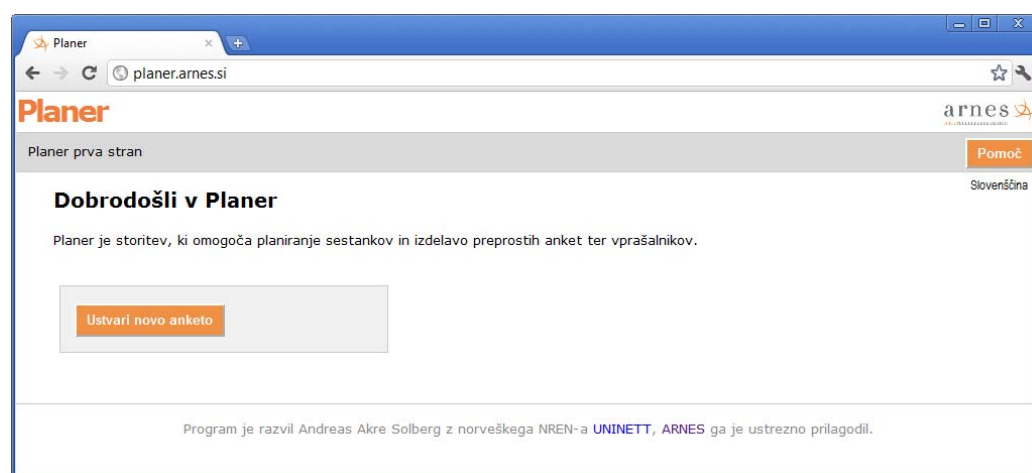 Planer
planer.arnes.si
Planer
arnes
Planer prva stran
Pomoč
Slovenščina
Dobrodošli v Planer
Planer je storitev, ki omogoča planiranje sestankov in izdelavo preprostih anket ter vprašalnikov.
Ustvari novo anketo
Program je razvil Andreas Akre Solberg z norveškega NREN-a UNINETT, ARNES ga je ustrezno prilagodil.